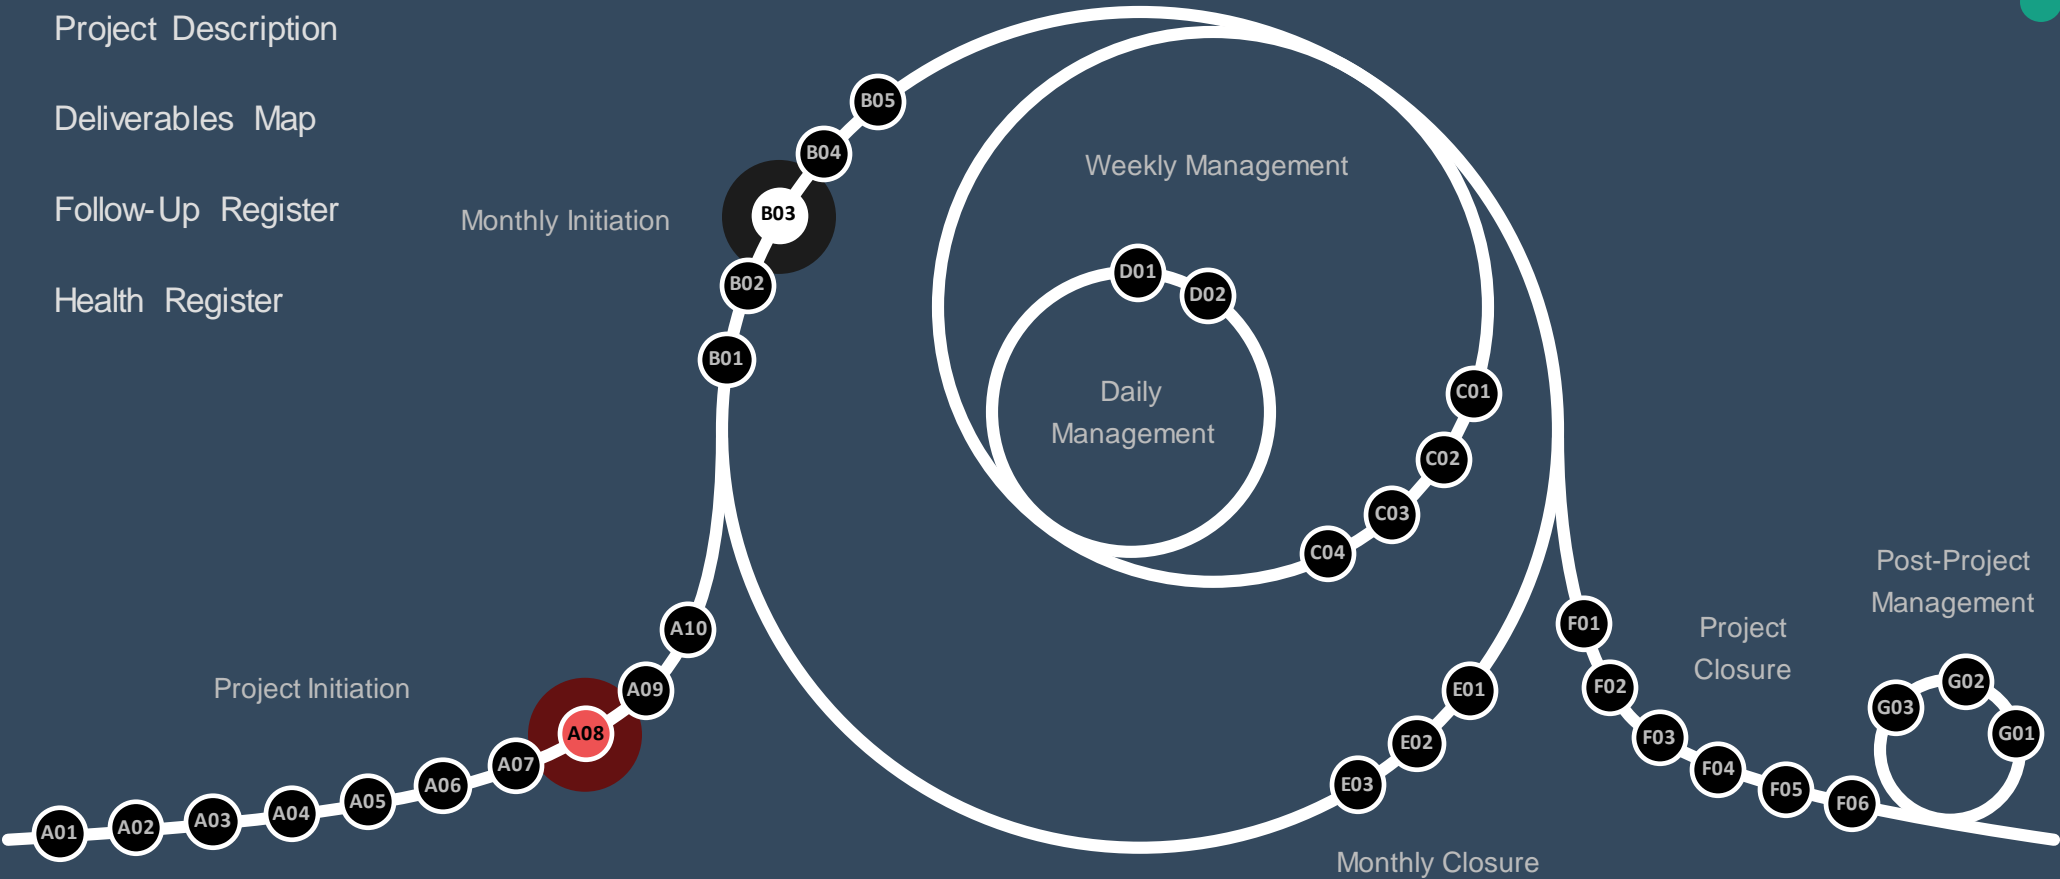 Project Description
Deliverables Map
Follow-Up Register
Health Register
Monthly Initiation
Weekly Management
Daily
Management
Project Initiation
Project
Closure
Post-Project
Management
Monthly Closure
A01
A02
A03
A04
A05
A06
A07
A08
A09
A10
B01
B02
B03
B04
B05
C01
C02
C03
C04
D01
D02
E01
E02
E03
F01
F02
F03
F04
F05
F06
G01
G02
G03